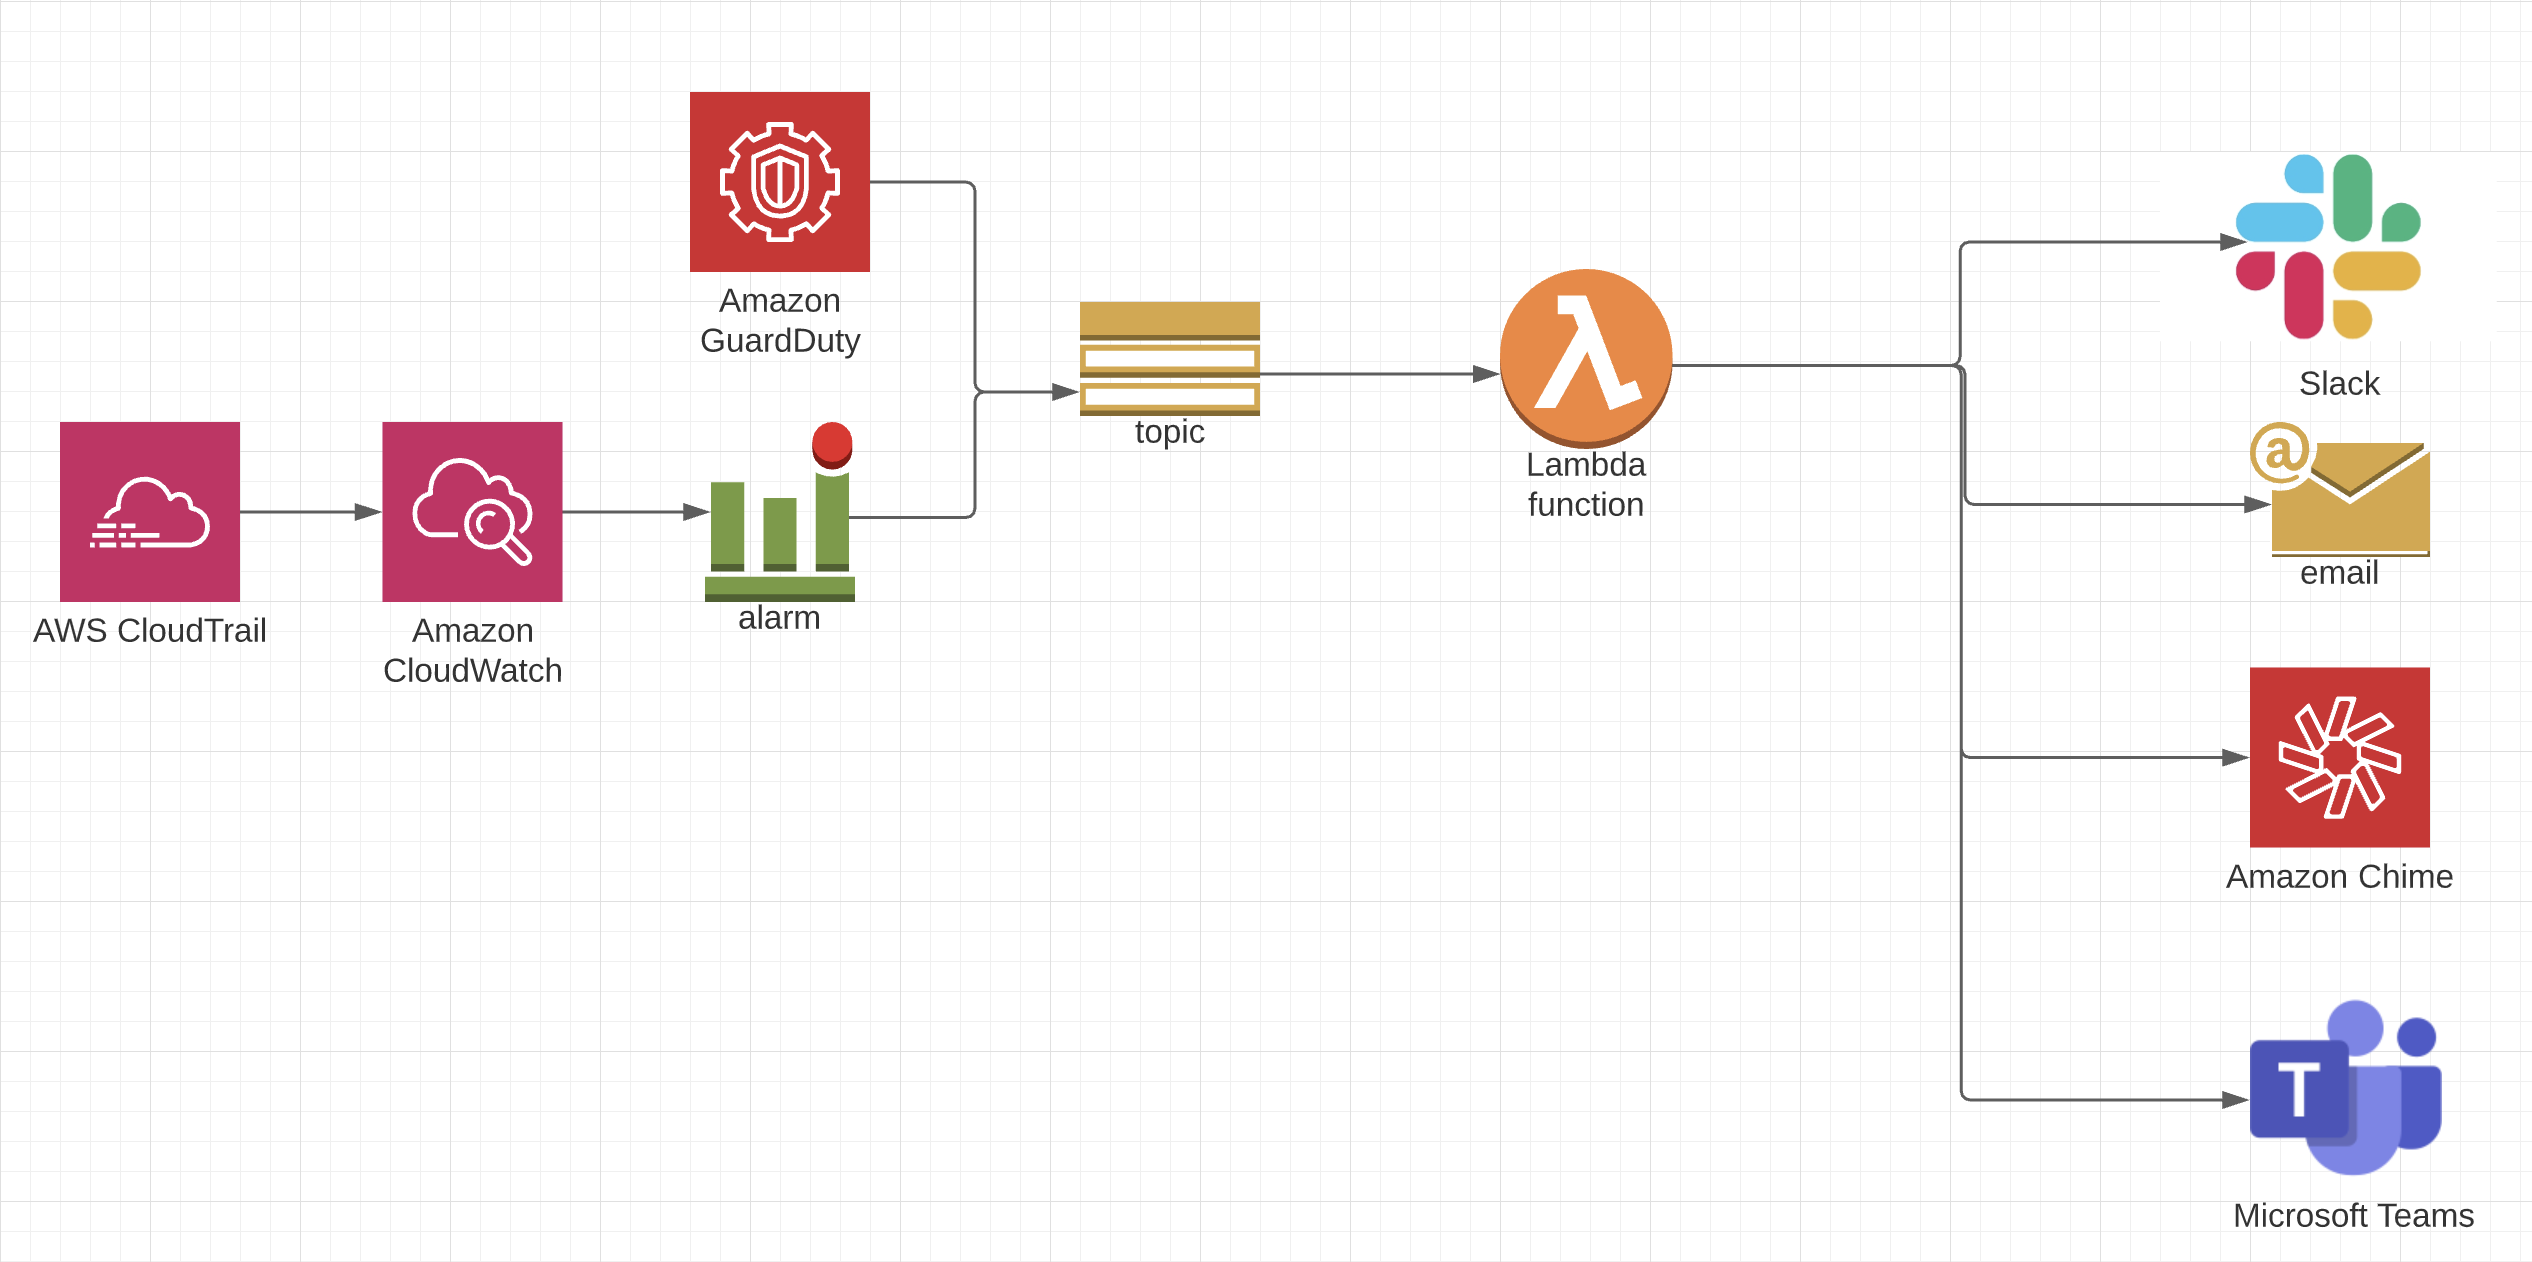 Amazon
GuardDuty
AWS CloudTrail
Amazon
CloudWatch
alarm
topic
Lambda
function
Slack
@
email
Amazon Chime
T
Microsoft Teams